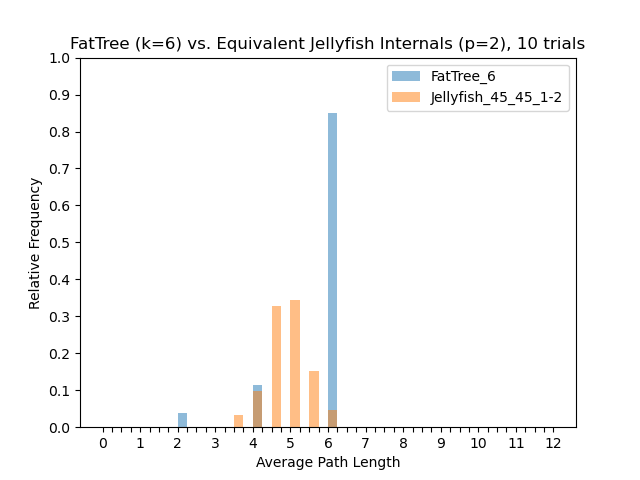 FatTree (k=6) vs. Equivalent Jellyfish Internals (p=2), 10 trials
FatTree_6
Jellyfish_45_45_1-2
Relative Frequency
1.0
0.9
0.8
0.7
0.6
0.5
0.4
0.3
0.2
0.1
0.0
0 1 2 3 4 5 6 7 8 9 10 11 12
Average Path Length